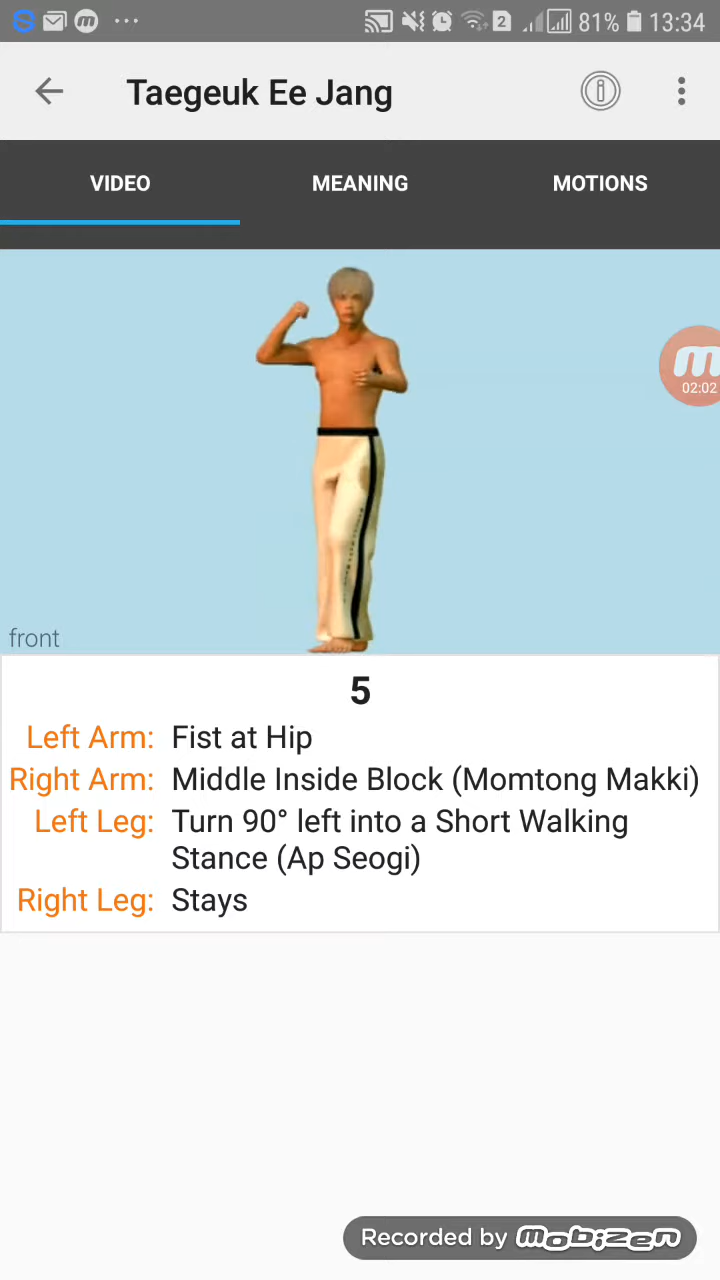 2 81% 13:34
Taegeuk Ee Jang
VIDEO MEANING MOTIONS
02:02
front
5
Left Arm: Fist at Hip
Right Arm: Middle Inside Block (Momtong Makki)
Left Leg: Turn 90° left into a Short Walking
Stance (Ap Seogi)
Right Leg: Stays
Recorded by mobizen